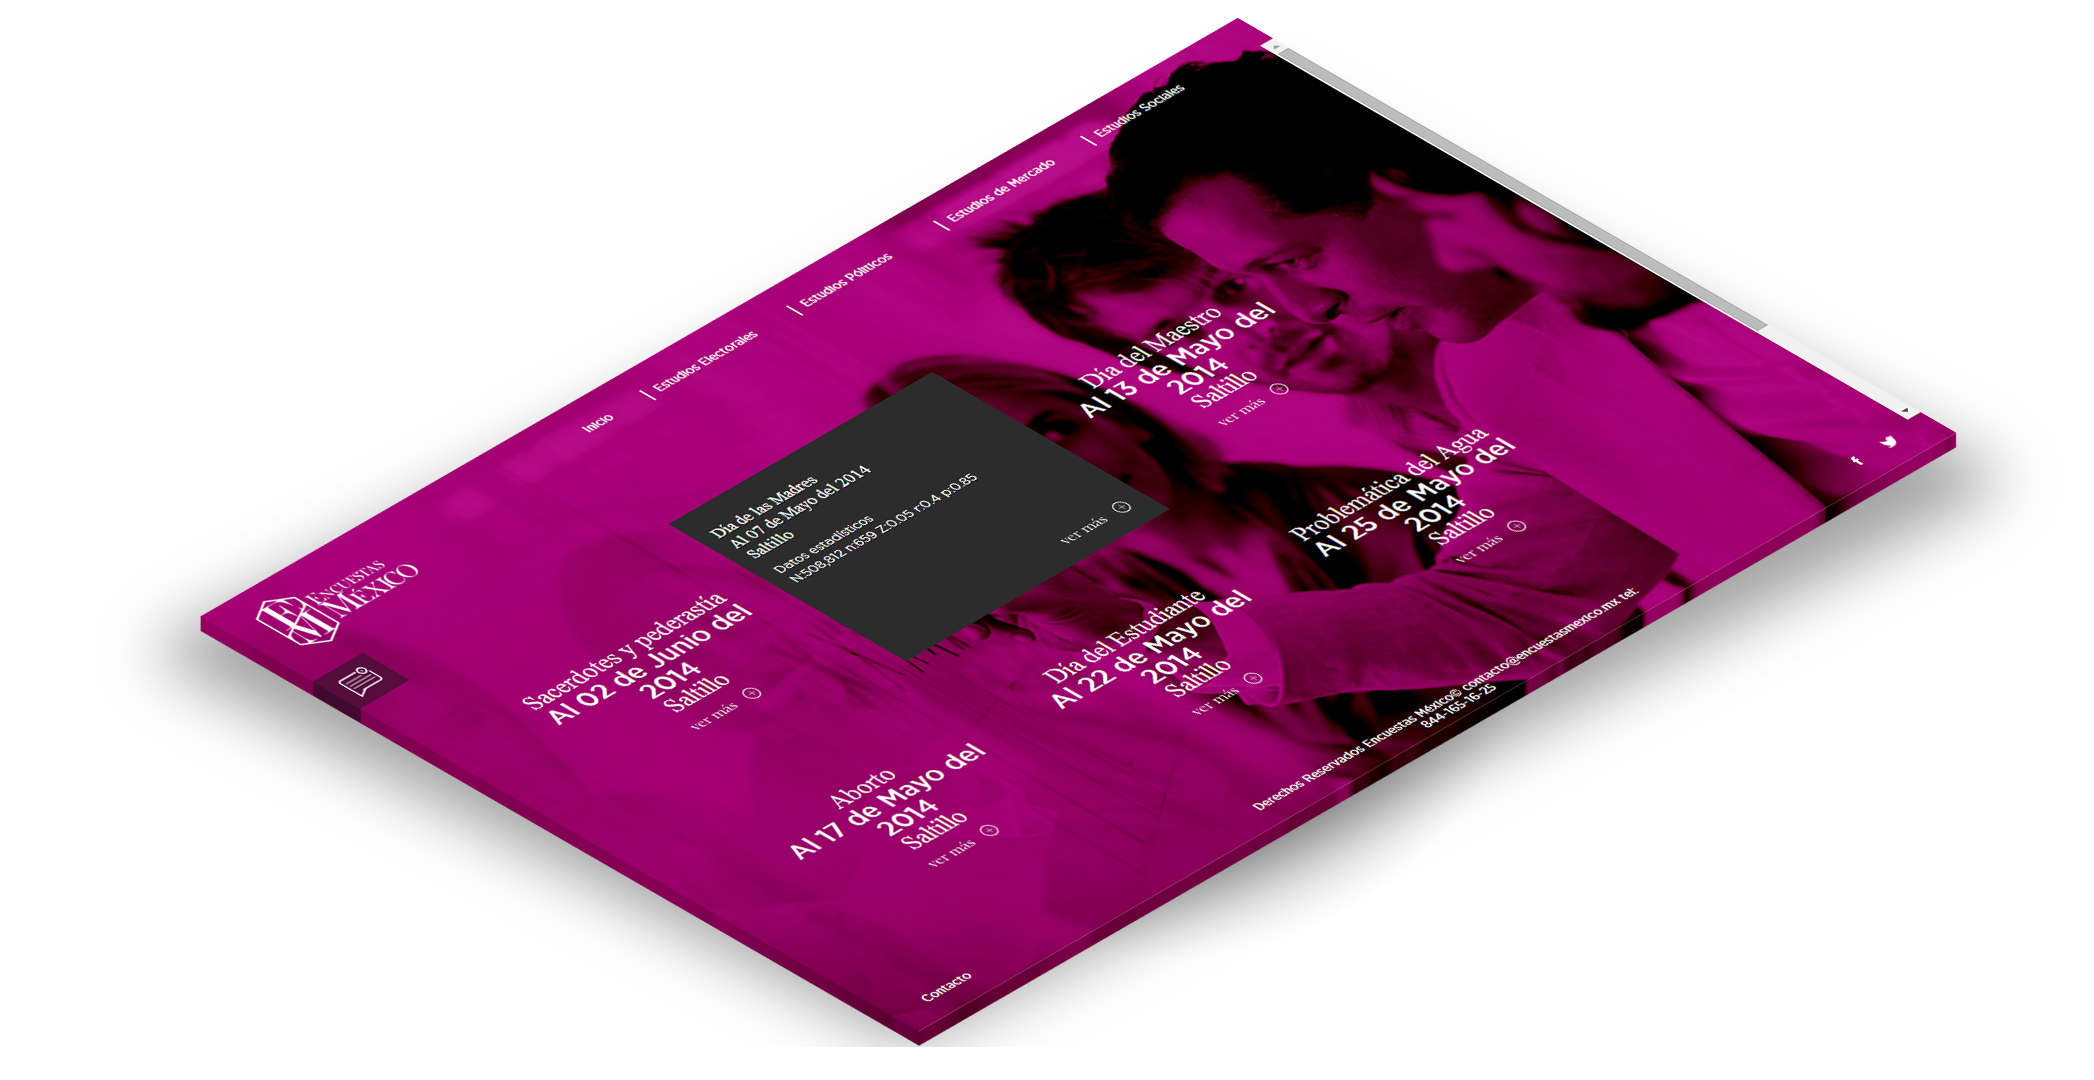 ENCUESTAS
MÉXICO
EM
Inicio
| Estudios Electorales
| Estudios Políticos
| Estudios de Mercado
| Estudios Sociales
Sacerdotes y pederastía
Al 02 de Junio del
2014
Saltillo
ver más
Día de las Madres
Al 07 de Mayo del 2014
Saltillo
Datos estadísticos
N:508,812 n:659 Z:0.05 r:0.4 p:0.85
ver más
Día del Maestro
Al 13 de Mayo del
2014
Saltillo
ver más
Aborto
Al 17 de Mayo del
2014
Saltillo
ver más
Día del Estudiante
Al 22 de Mayo del
2014
Saltillo
ver más
Problemática del Agua
Al 25 de Mayo del
2014
Saltillo
ver más
Contacto
Derechos Reservados Encuestas México© contacto@encuestasmexico.mx tel:
844-165-16-25